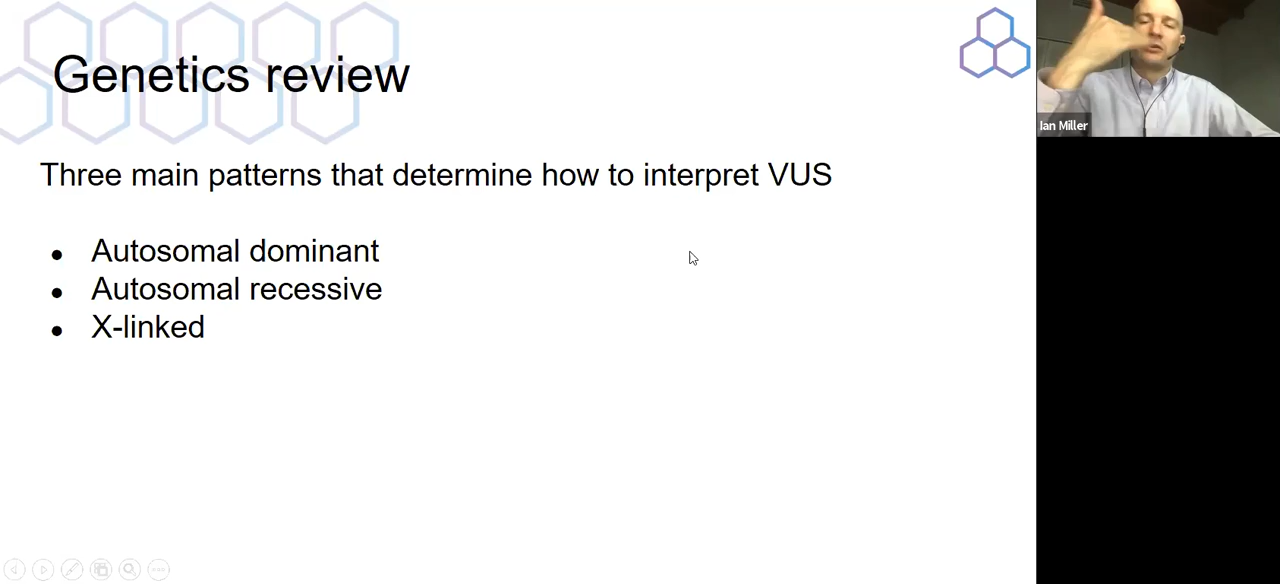 Genetics review
Three main patterns that determine how to interpret VUS
• Autosomal dominant
• Autosomal recessive
• X-linked
Ian Miller